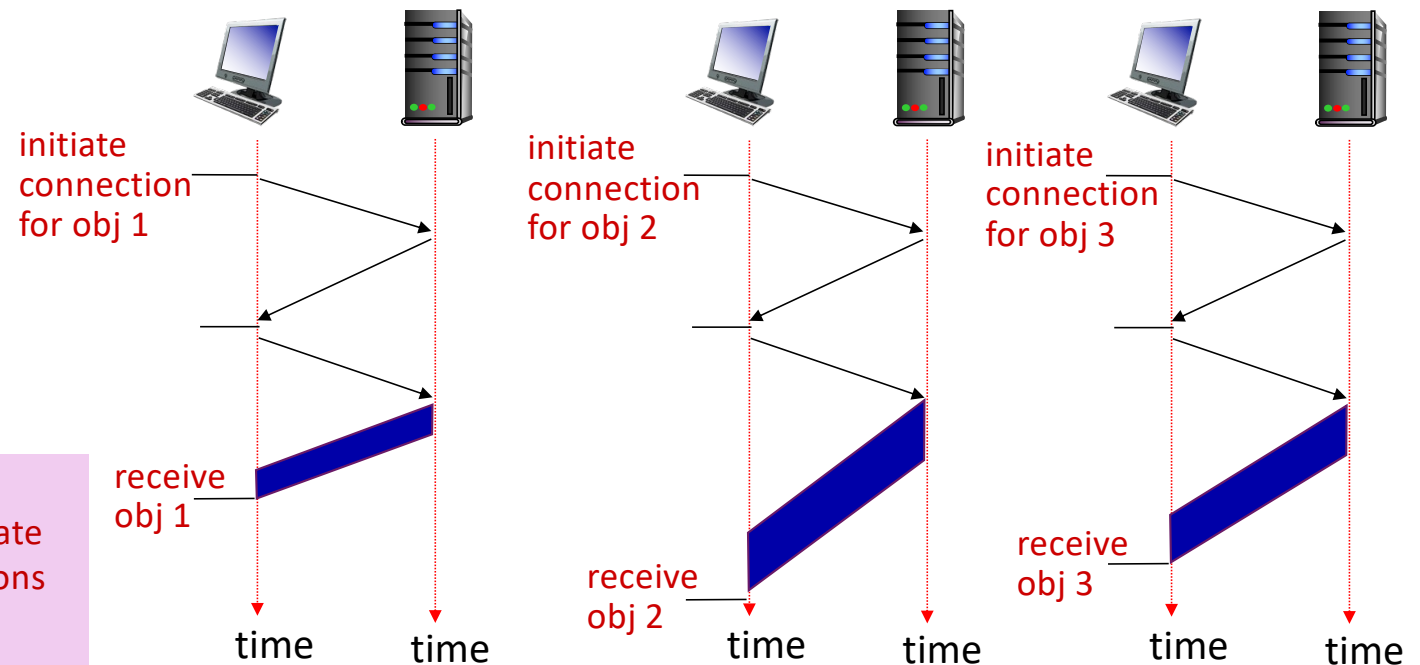 initiate
connection
for obj 1
initiate
connection
for obj 2
initiate
connection
for obj 3
receive
obj 1
receive
obj 2
receive
obj 3
time
time
time
time
time
time